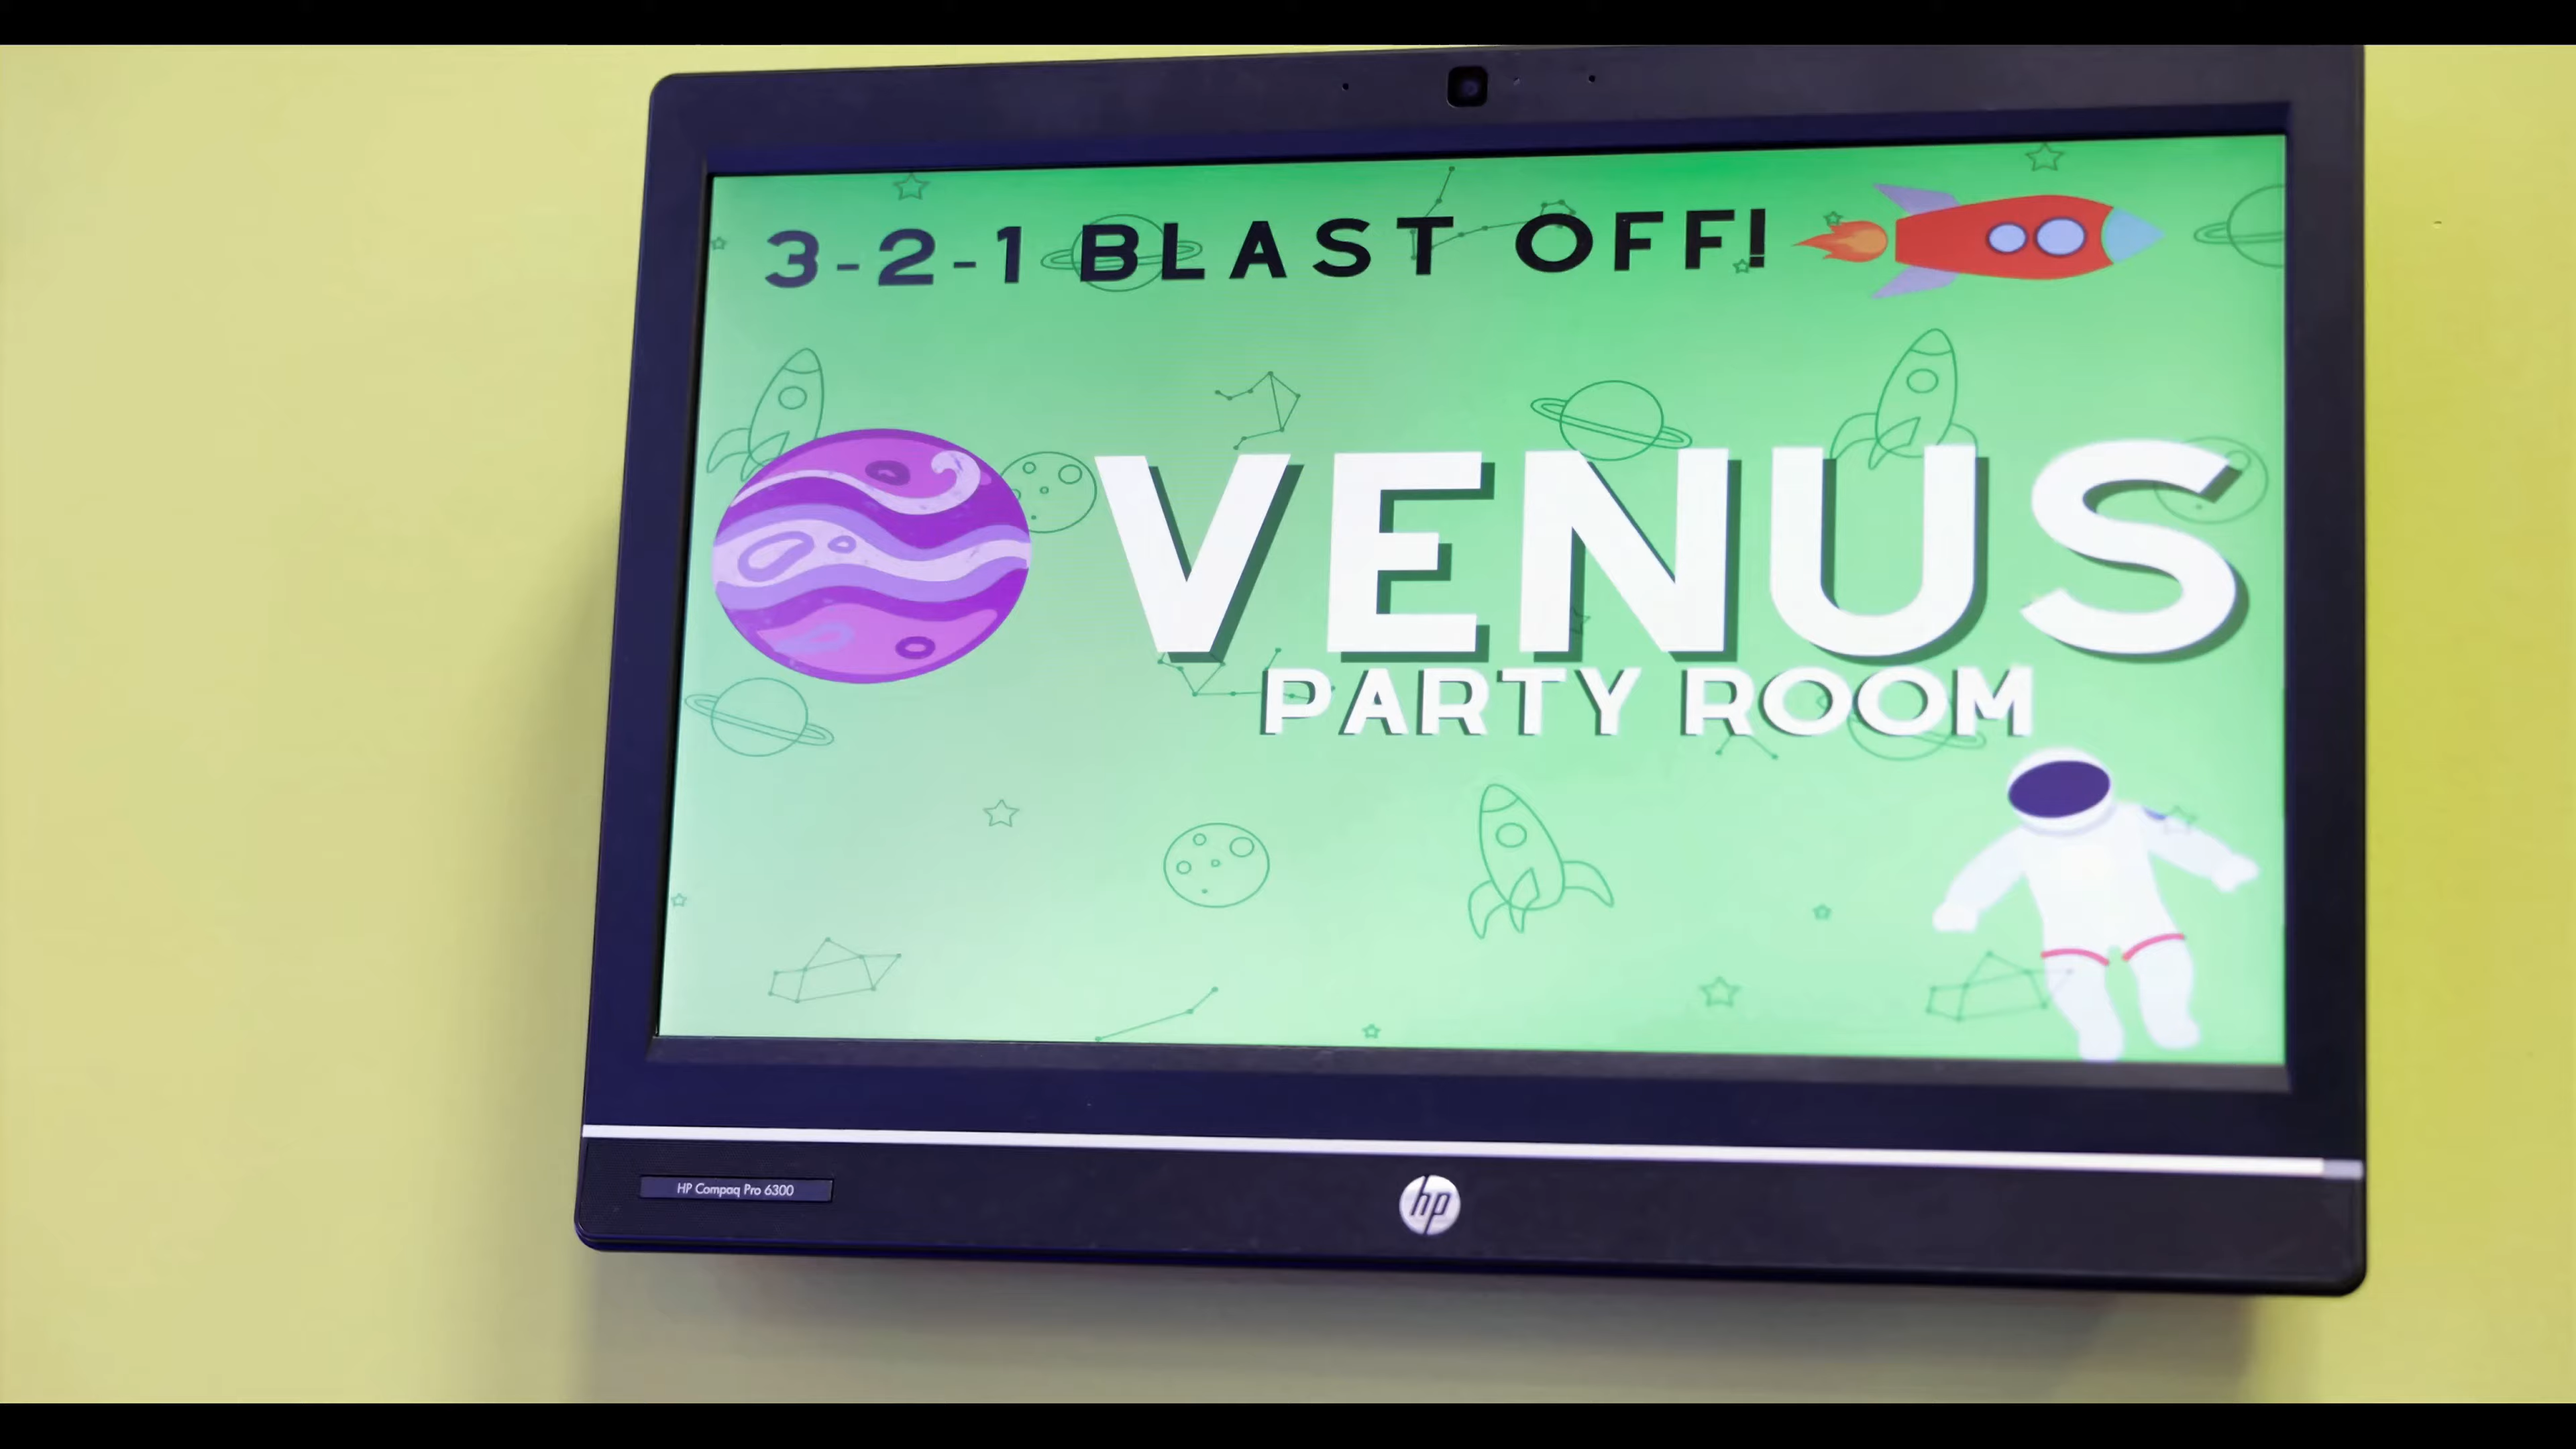 3-2-1 BLAST OFF!
VENUS
PARTY ROOM
HP Compaq Pro 6300
hp